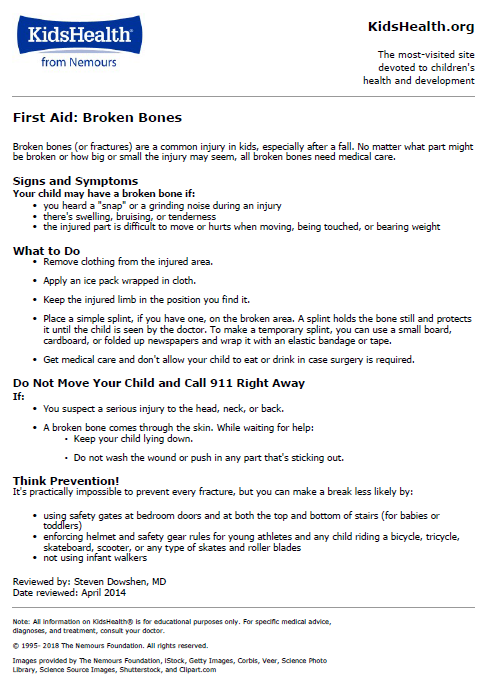 KidsHealth®
from Nemours
KidsHealth.org
The most-visited site
devoted to children's
health and development
First Aid: Broken Bones
Broken bones (or fractures) are a common injury in kids, especially after a fall. No matter what part might
be broken or how big or small the injury may seem, all broken bones need medical care.
Signs and Symptoms
Your child may have a broken bone if:
• you heard a "snap" or a grinding noise during an injury
• there's swelling, bruising, or tenderness
• the injured part is difficult to move or hurts when moving, being touched, or bearing weight
What to Do
• Remove clothing from the injured area.
• Apply an ice pack wrapped in cloth.
• Keep the injured limb in the position you find it.
• Place a simple splint, if you have one, on the broken area. A splint holds the bone still and protects
it until the child is seen by the doctor. To make a temporary splint, you can use a small board,
cardboard, or folded up newspapers and wrap it with an elastic bandage or tape.
• Get medical care and don't allow your child to eat or drink in case surgery is required.
Do Not Move Your Child and Call 911 Right Away
If:
• You suspect a serious injury to the head, neck, or back.
• A broken bone comes through the skin. While waiting for help:
• Keep your child lying down.
• Do not wash the wound or push in any part that's sticking out.
Think Prevention!
It's practically impossible to prevent every fracture, but you can make a break less likely by:
• using safety gates at bedroom doors and at both the top and bottom of stairs (for babies or
toddlers)
• enforcing helmet and safety gear rules for young athletes and any child riding a bicycle, tricycle,
skateboard, scooter, or any type of skates and roller blades
• not using infant walkers
Reviewed by: Steven Dowshen, MD
Date reviewed: April 2014
Note: All information on KidsHealth® is for educational purposes only. For specific medical advice,
diagnoses, and treatment, consult your doctor.
© 1995- 2018 The Nemours Foundation. All rights reserved.
Images provided by The Nemours Foundation, iStock, Getty Images, Corbis, Veer, Science Photo
Library, Science Source Images, Shutterstock, and Clipart.com